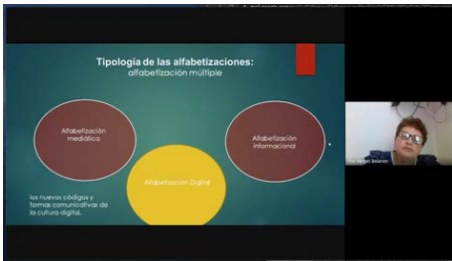 Tipología de las alfabetizaciones:
alfabetización múltiple
Alfabetización
mediática
Alfabetización
informacional
Alfabetización Digital
los nuevos códigos y
formas comunicativas de
la cultura digital.